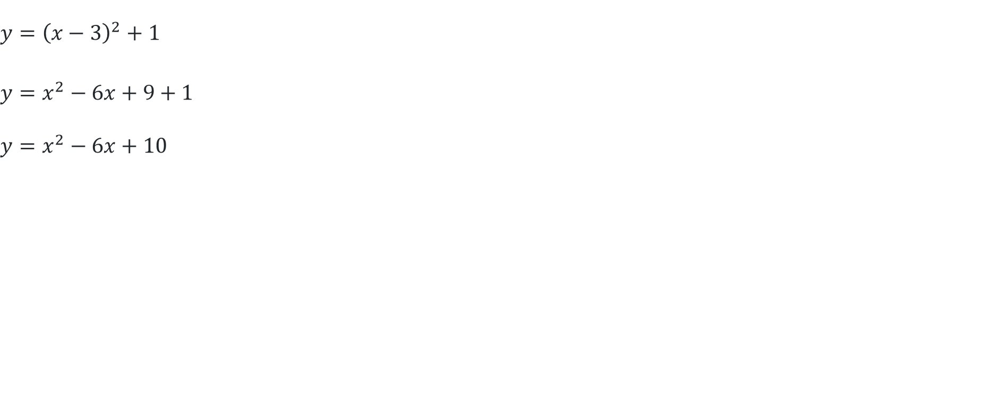 y = (x − 3)² + 1
y = x² − 6x + 9 + 1
y = x² − 6x + 10